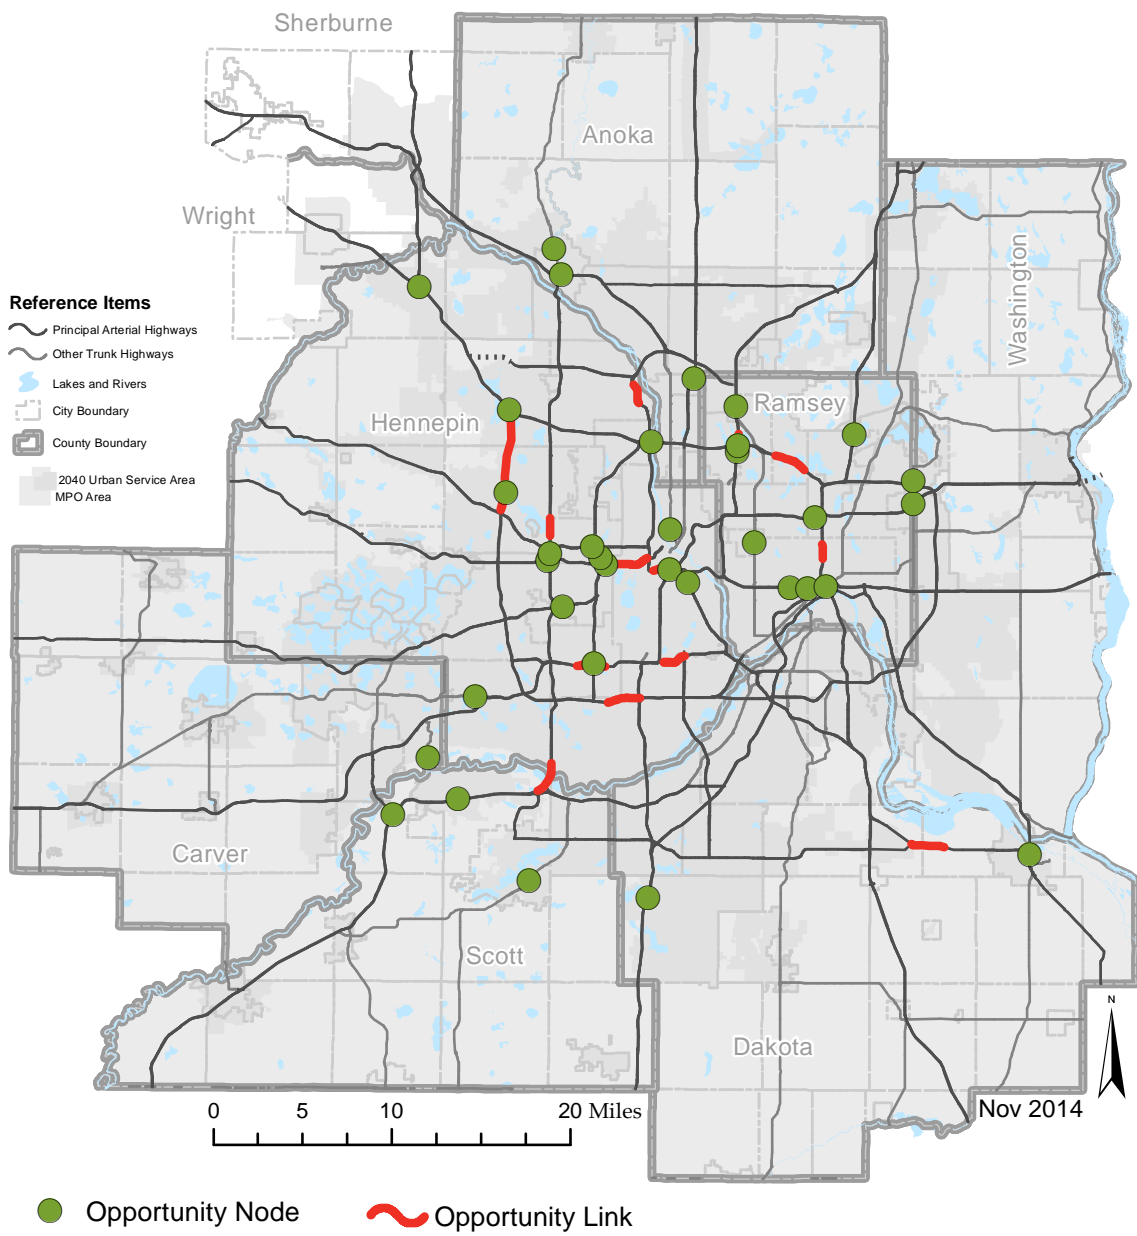 Sherburne
Anoka
Wright
Washington
Reference Items
Principal Arterial Highways
Other Trunk Highways
Lakes and Rivers
City Boundary
County Boundary
2040 Urban Service Area
MPO Area
Hennepin
Ramsey
Carver
Scott
Dakota
N
Nov 2014
0 5 10 20 Miles
Opportunity Node
Opportunity Link